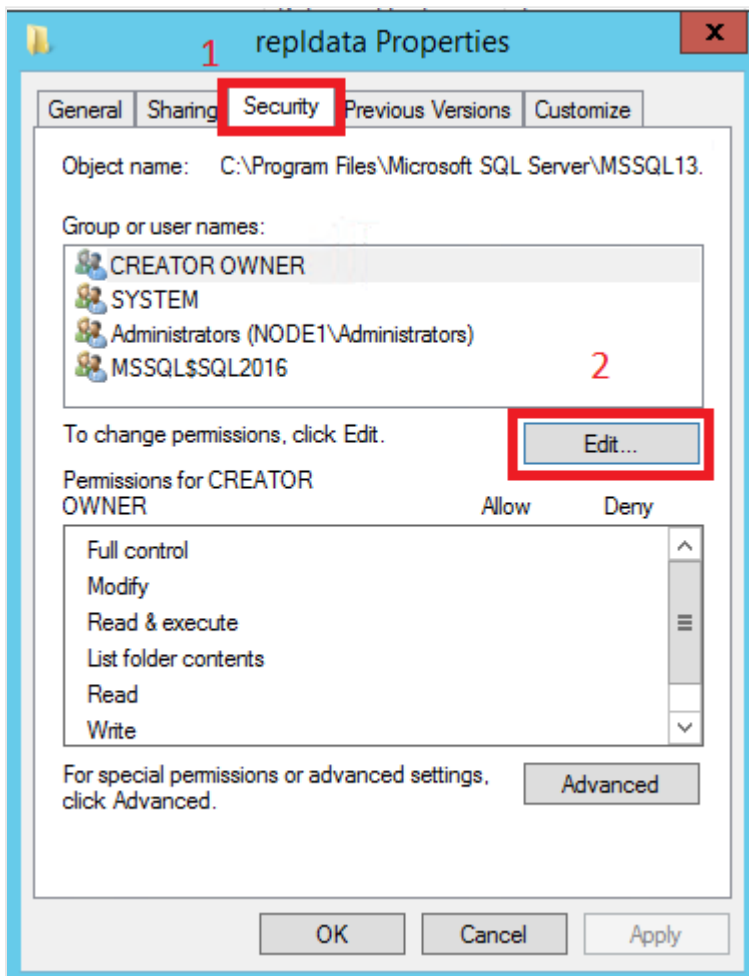 1
repldata Properties
x
General Sharing Security Previous Versions Customize
Object name: C:\Program Files\Microsoft SQL Server\MSSQL13.
Group or user names:
CREATOR OWNER
SYSTEM
Administrators (NODE1\Administrators)
MSSQL$SQL2016
2
To change permissions, click Edit.
Edit...
Permissions for CREATOR
OWNER Allow Deny
Full control
Modify
Read & execute
List folder contents
Read
Write
For special permissions or advanced settings,
click Advanced.
Advanced
OK Cancel Apply